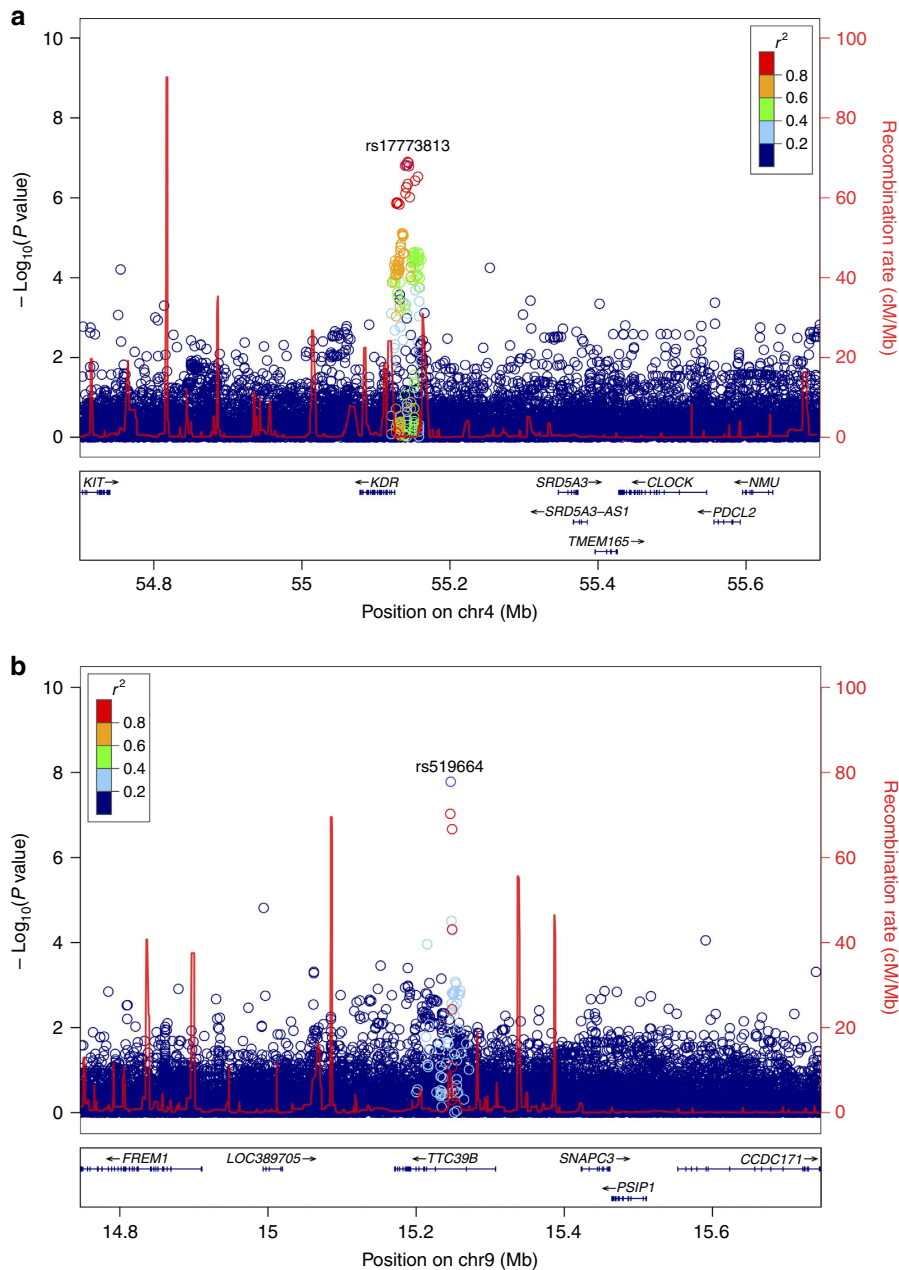 a
10
8
6
4
2
0
– Log10(P value)
rs17773813
r2
0.8
0.6
0.4
0.2
100
80
60
40
20
0
Recombination rate (cM/Mb)
KIT→
←KDR
SRD5A3→
←CLOCK
←NMU
←SRD5A3–AS1
←PDCL2
TMEM165→
54.8
55
55.2
55.4
55.6
Position on chr4 (Mb)
b
10
8
6
4
2
0
– Log10(P value)
r2
0.8
0.6
0.4
0.2
rs519664
100
80
60
40
20
0
Recombination rate (cM/Mb)
←FREM1
LOC389705→
←TTC39B
SNAPC3→
CCDC171→
←PSIP1
14.8
15
15.2
15.4
15.6
Position on chr9 (Mb)